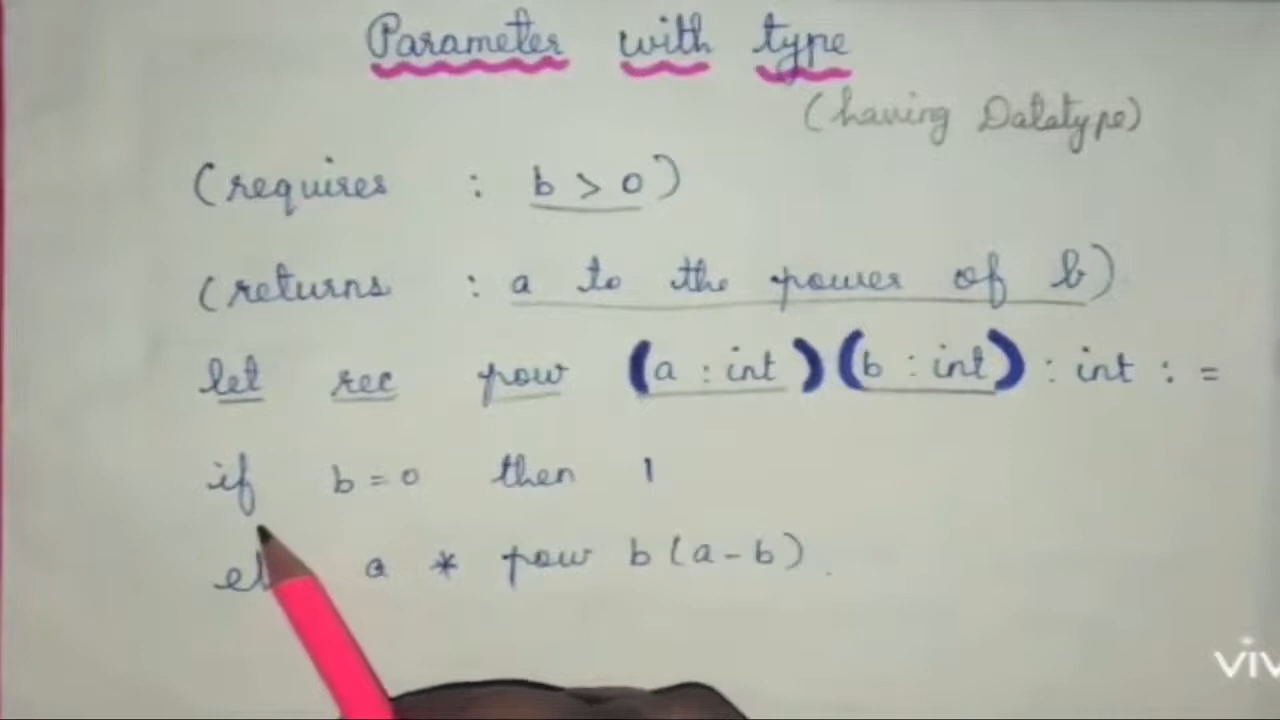 Parameter with type
(having Datatype)
(requires : b > 0)
(returns : a to the power of b)
let rec pow (a : int) (b : int) : int : =
if b = 0 then 1
el a * pow b (a - b) .
VIV